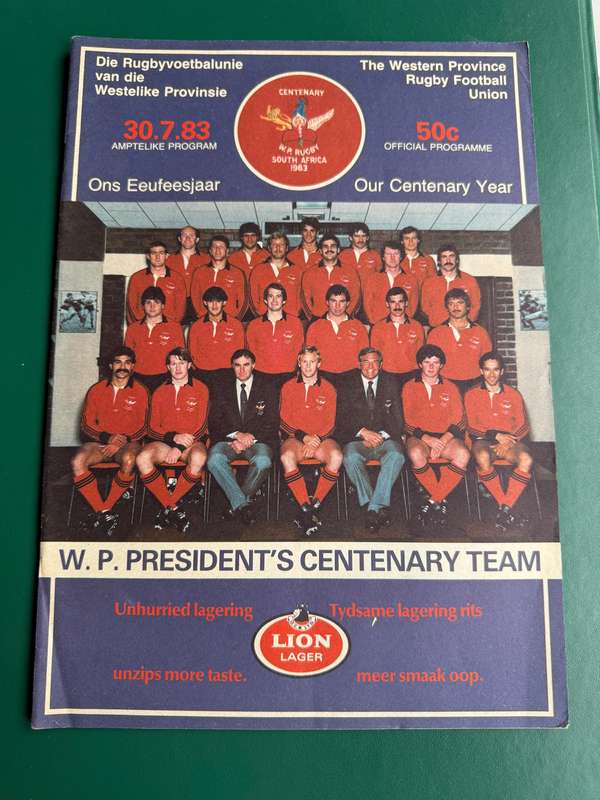 Die Rugbyvoetbalunie
van die
Westelike Provinsie
The Western Province
Rugby Football
Union
30.7.83
AMPTELIKE PROGRAM
50c
OFFICIAL PROGRAMME
CENTENARY
W.P. RUGBY
SOUTH AFRICA
1983
Ons Eeufeesjaar
Our Centenary Year
W. P. PRESIDENT'S CENTENARY TEAM
Unhurried lagering
Tydsame lagering rits
LION
LAGER
unzips more taste.
meer smaak oop.